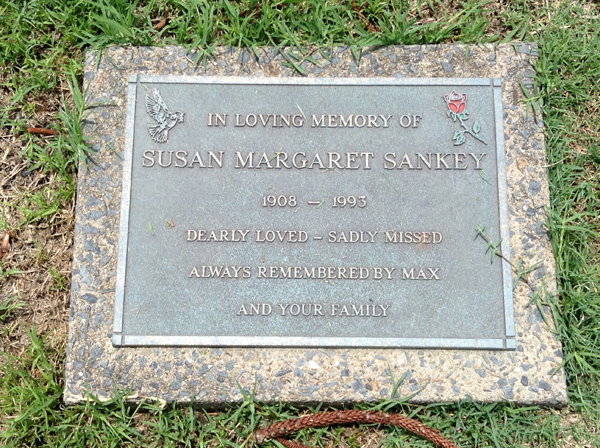 IN LOVING MEMORY OF
SUSAN MARGARET SANKEY
1908 – 1993
DEARLY LOVED – SADLY MISSED
ALWAYS REMEMBERED BY MAX
AND YOUR FAMILY